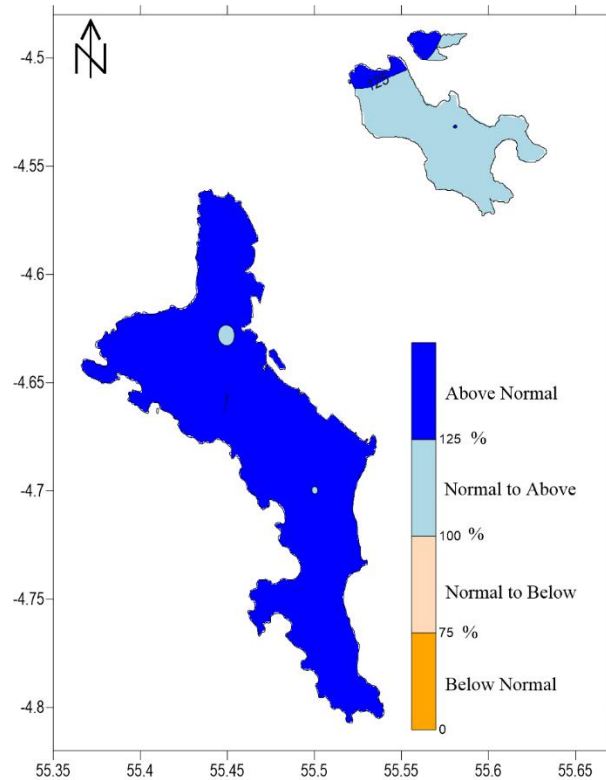 N
-4.5
125
-4.55
-4.6
-4.65
Above Normal
125 %
-4.7
Normal to Above
100 %
-4.75
Normal to Below
75 %
-4.8
Below Normal
0
55.35 55.4 55.45 55.5 55.55 55.6 55.65